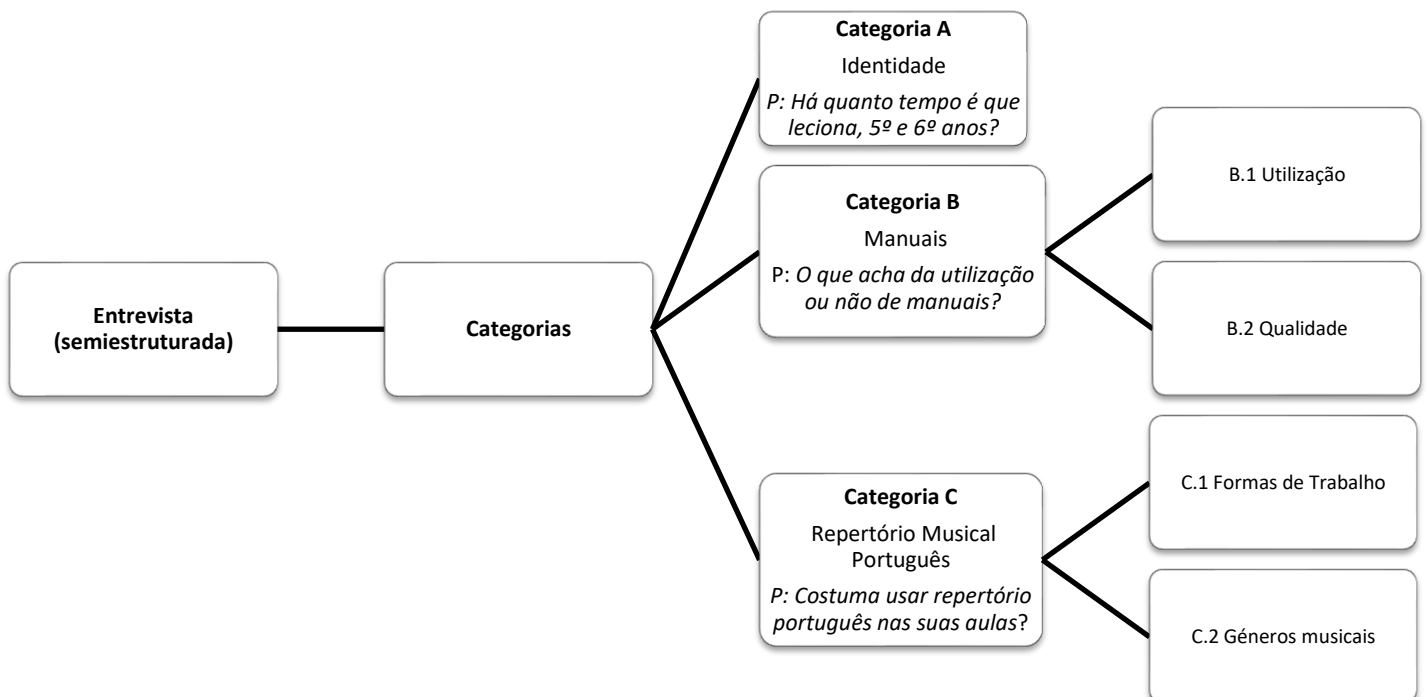 Entrevista
(semiestruturada)
Categorias
Categoria A
Identidade
P: Há quanto tempo é que
leciona, 5º e 6º anos?
Categoria B
Manuais
P: O que acha da utilização
ou não de manuais?
B.1 Utilização
B.2 Qualidade
Categoria C
Repertório Musical
Português
P: Costuma usar repertório
português nas suas aulas?
C.1 Formas de Trabalho
C.2 Géneros musicais